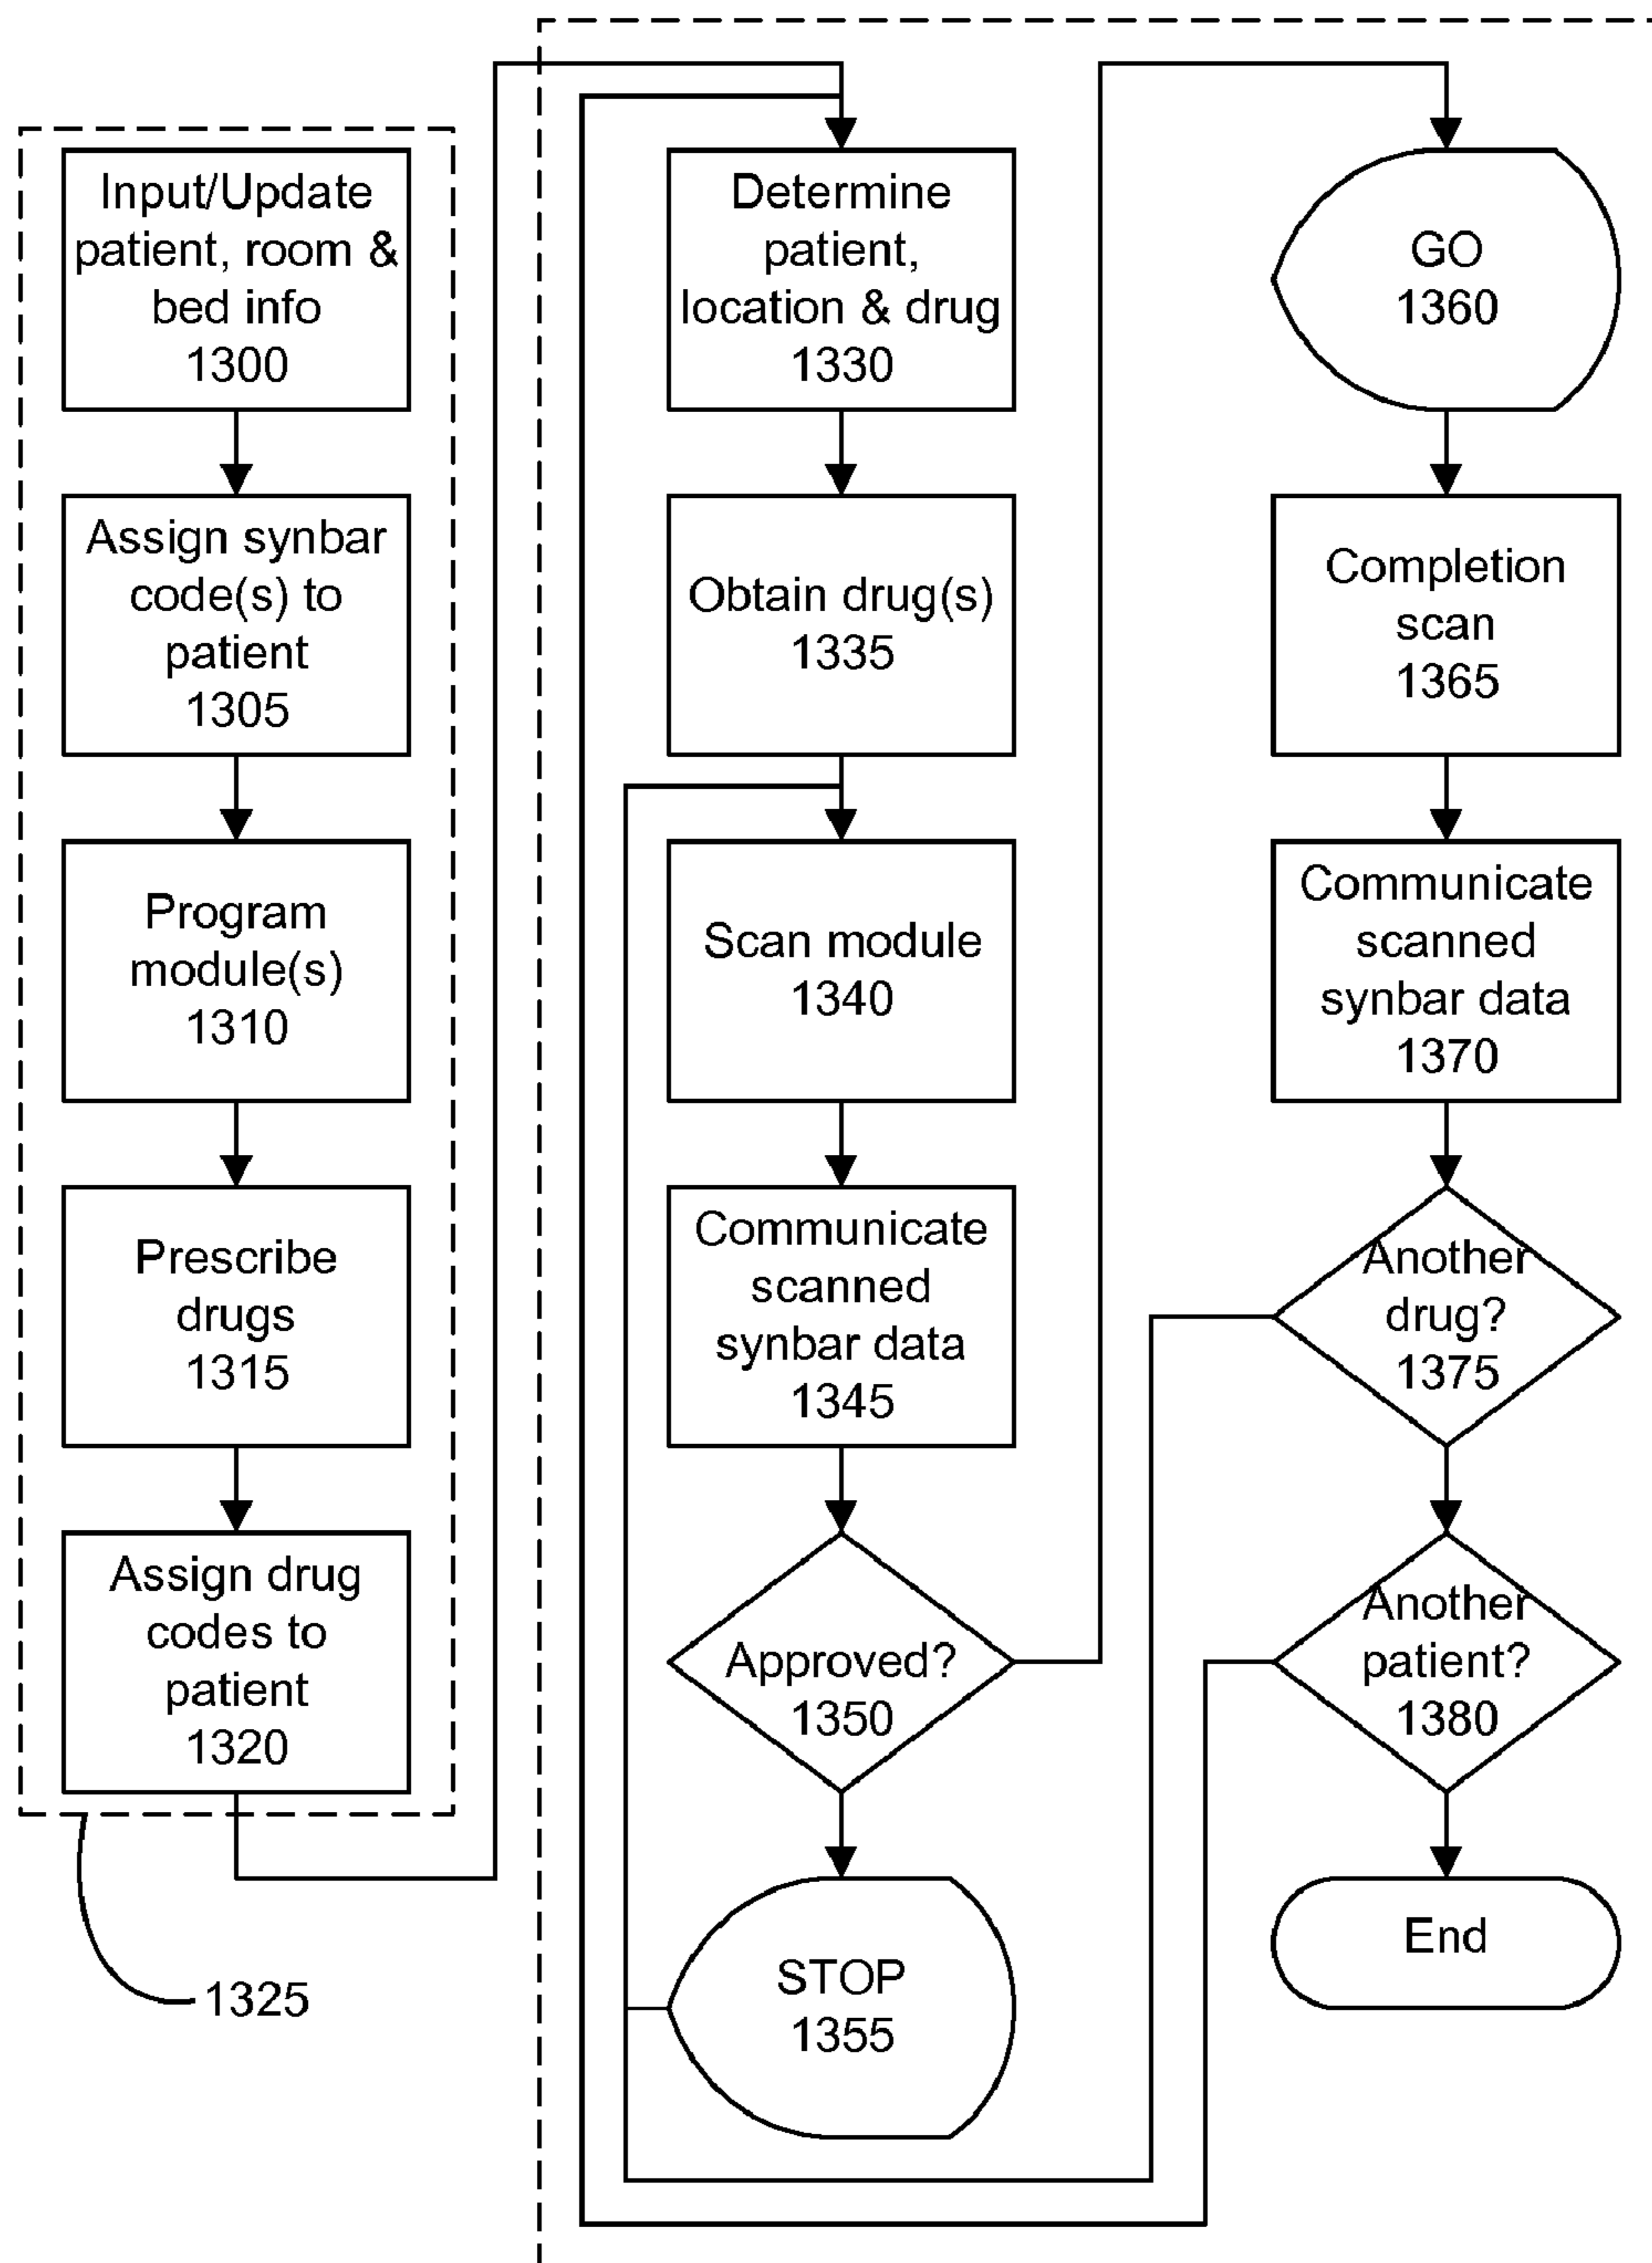 Input/Update
patient, room &
bed info
1300
Assign synbar
code(s) to
patient
1305
Program
module(s)
1310
Prescribe
drugs
1315
Assign drug
codes to
patient
1320
1325
Determine
patient,
location & drug
1330
Obtain drug(s)
1335
Scan module
1340
Communicate
scanned
synbar data
1345
Approved?
1350
STOP
1355
GO
1360
Completion
scan
1365
Communicate
scanned
synbar data
1370
Another
drug?
1375
Another
patient?
1380
End